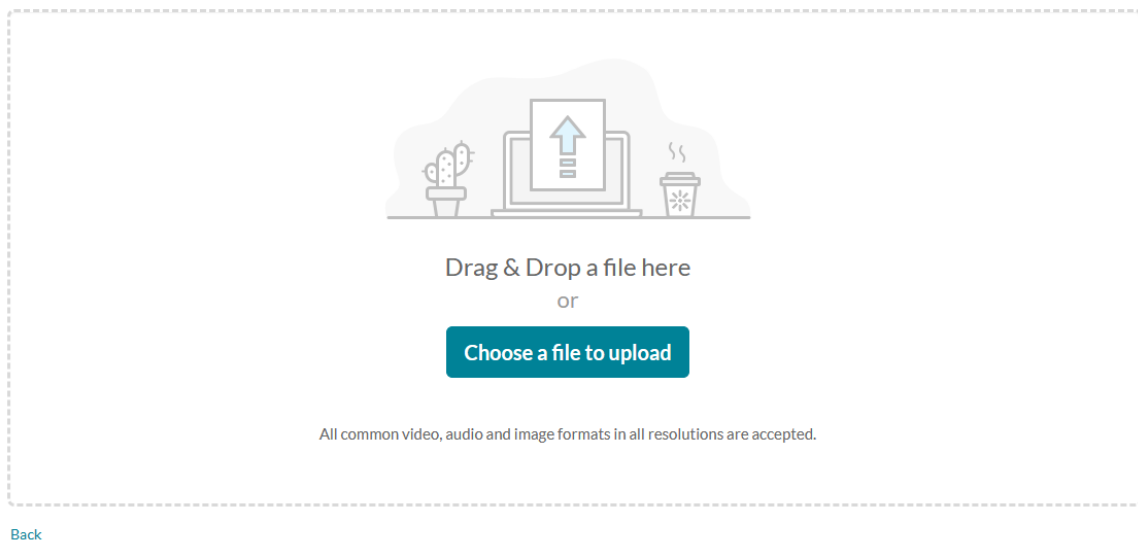 Drag & Drop a file here
or
Choose a file to upload
All common video, audio and image formats in all resolutions are accepted.
Back